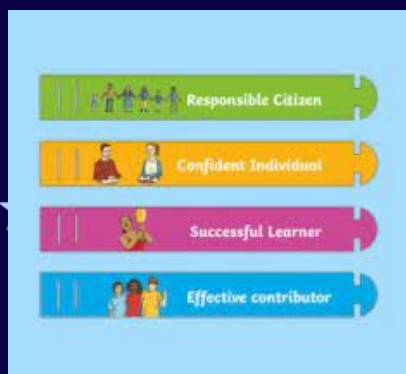 Responsible Citizen
Confident Individual
Successful Learner
Effective contributor